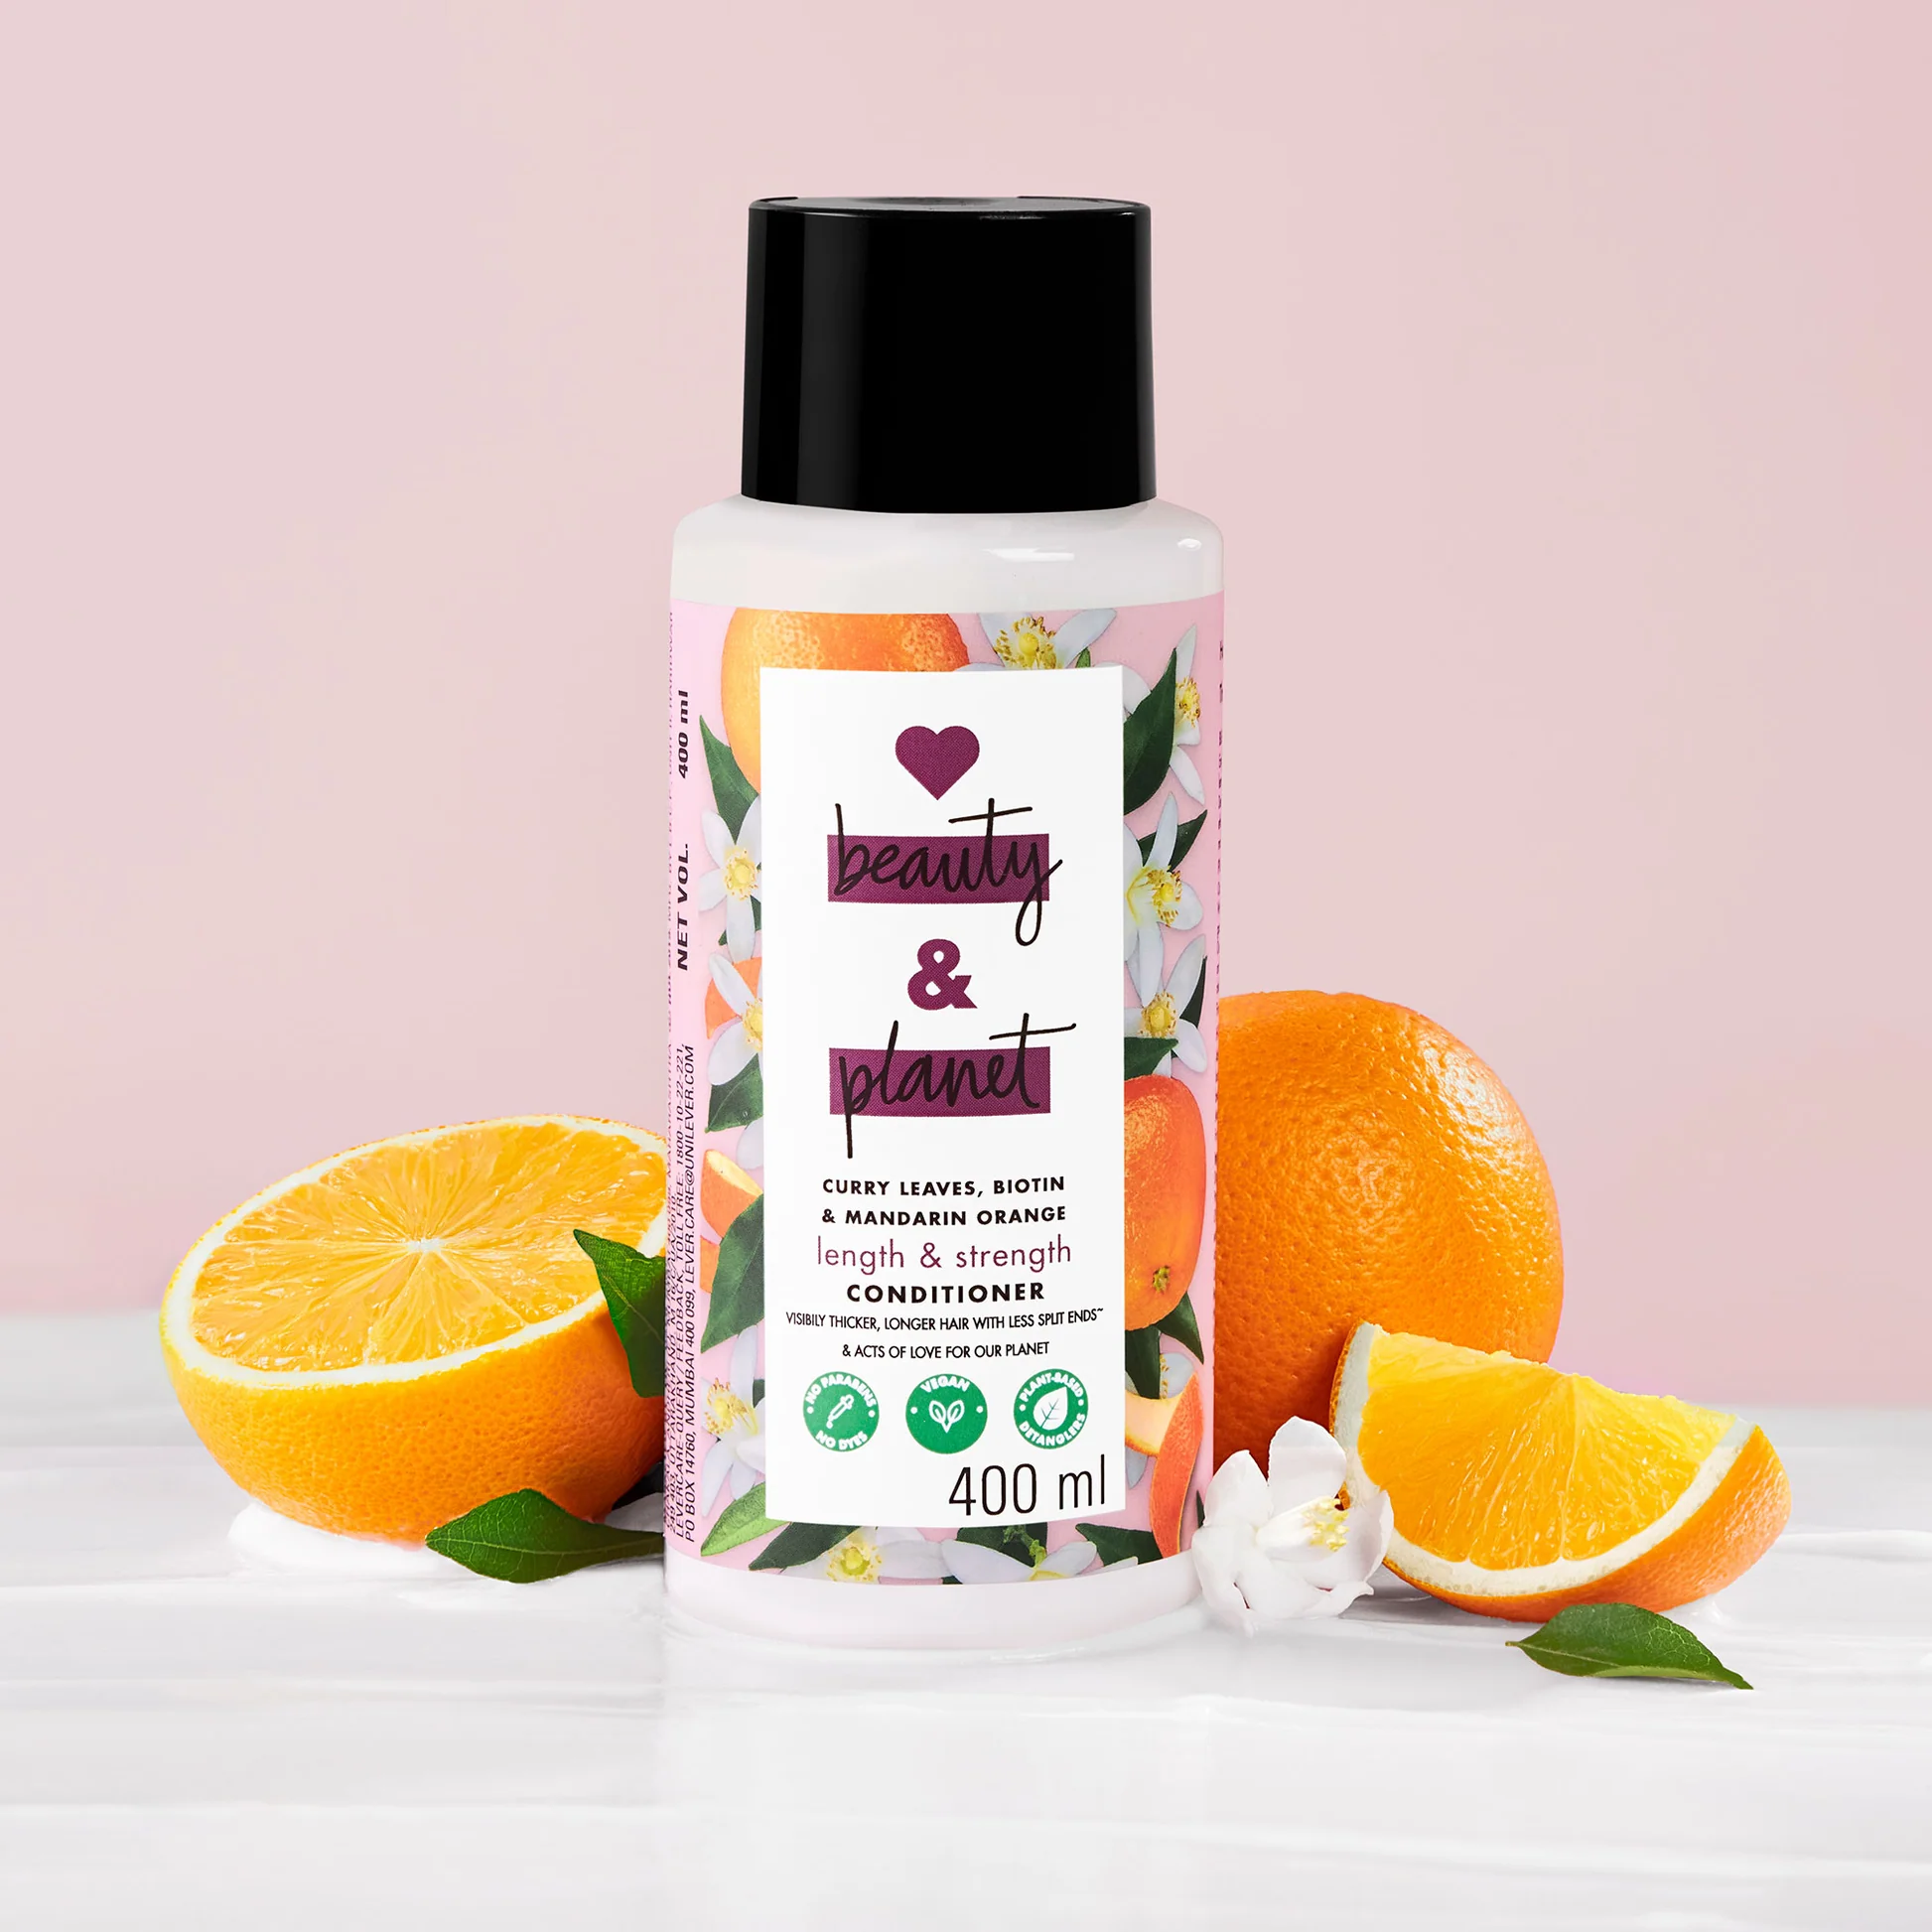 beauty
&
planet
CURRY LEAVES, BIOTIN
& MANDARIN ORANGE
length & strength
CONDITIONER
VISIBILY THICKER, LONGER HAIR WITH LESS SPLIT ENDS~
& ACTS OF LOVE FOR OUR PLANET
NO PARABENS
NO DYES
VEGAN
PLANT-BASED
DETANGLERS
400 ml
NET VOL. 400 ml
LEVERCARE-QUERY/FEEDBACK, TOLL FREE: 1800-10-22-221,
PO BOX 14760, MUMBAI 400 099, LEVER.CARE@UNILEVER.COM